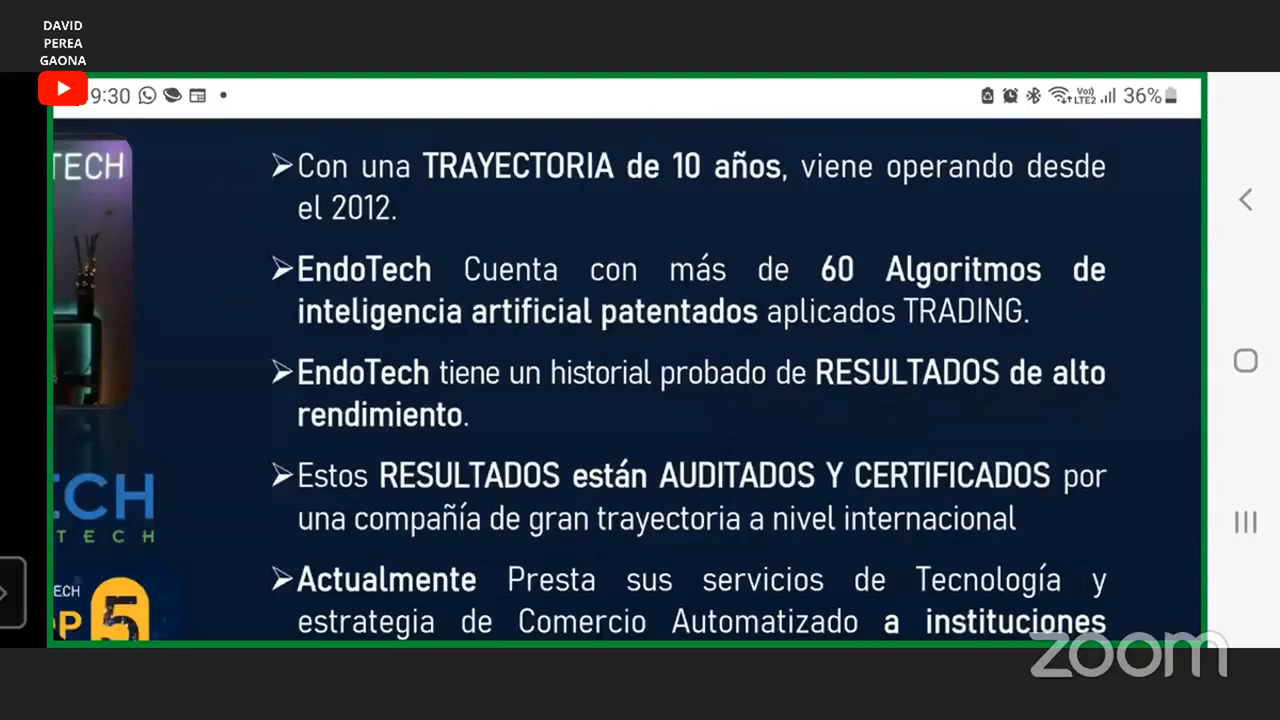 DAVID
PEREA
GAONA
9:30
Vo))
LTE2
36%
TECH
➢Con una TRAYECTORIA de 10 años, viene operando desde
el 2012.
➢EndoTech Cuenta con más de 60 Algoritmos de
inteligencia artificial patentados aplicados TRADING.
➢EndoTech tiene un historial probado de RESULTADOS de alto
rendimiento.
➢Estos RESULTADOS están AUDITADOS Y CERTIFICADOS por
una compañía de gran trayectoria a nivel internacional
ECH
TECH
➢Actualmente Presta sus servicios de Tecnología y
estrategia de Comercio Automatizado a instituciones
ECH
P 5
zoom